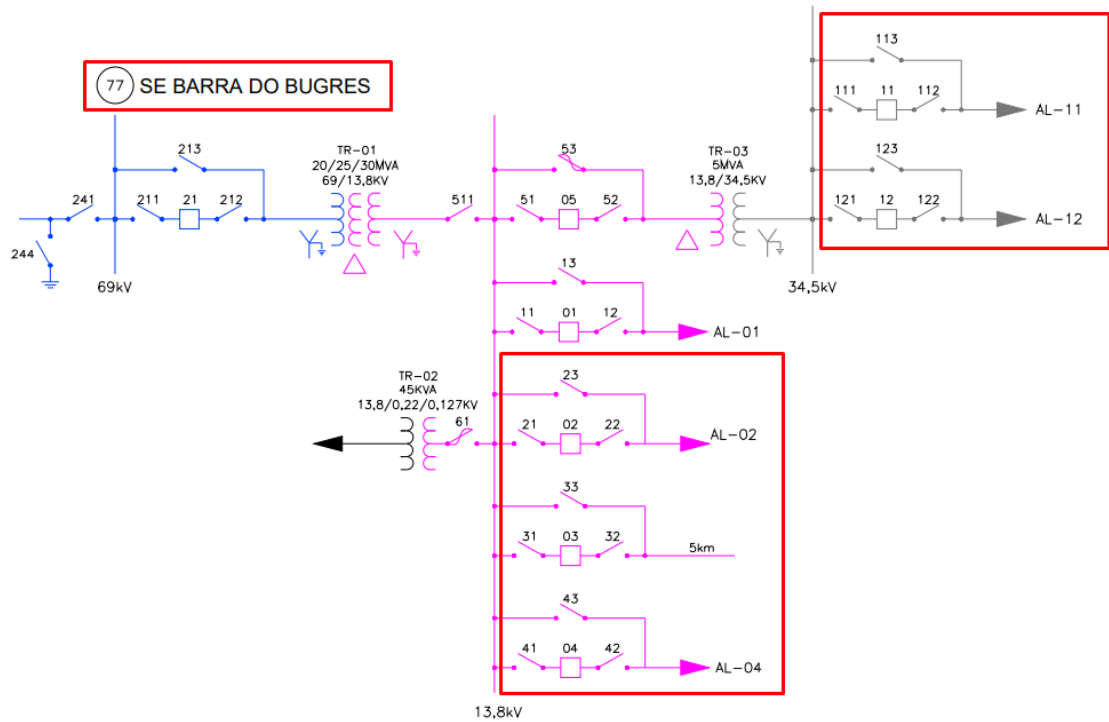 77 SE BARRA DO BUGRES
241
244
69kV
213
211
21
212
TR-01
20/25/30MVA
69/13,8KV
511
53
51
05
52
TR-03
5MVA
13,8/34,5KV
34,5kV
113
111
11
112
AL-11
123
121
12
122
AL-12
13
11
01
12
AL-01
TR-02
45KVA
13,8/0,22/0,127KV
61
23
21
02
22
AL-02
33
31
03
32
5km
43
41
04
42
AL-04
13,8kV